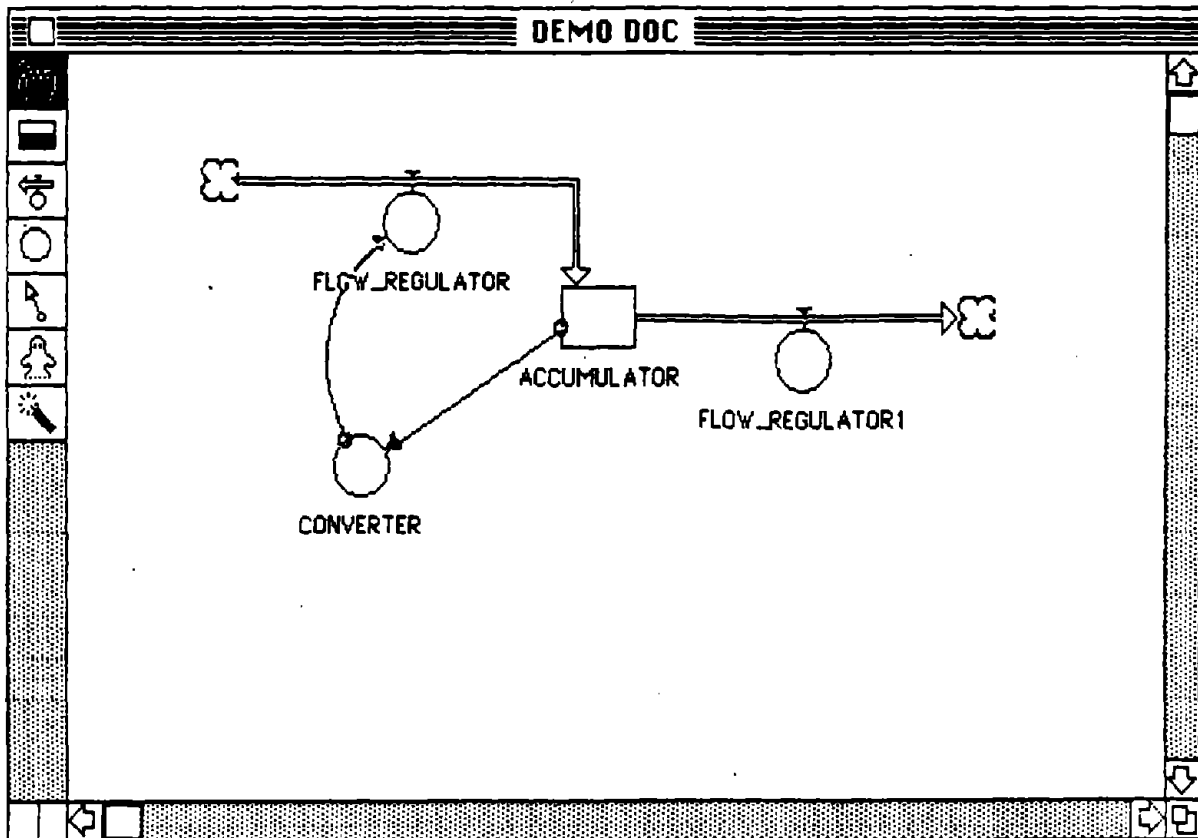 DEMO DOC
FLOW_REGULATOR
ACCUMULATOR
FLOW_REGULATOR1
CONVERTER